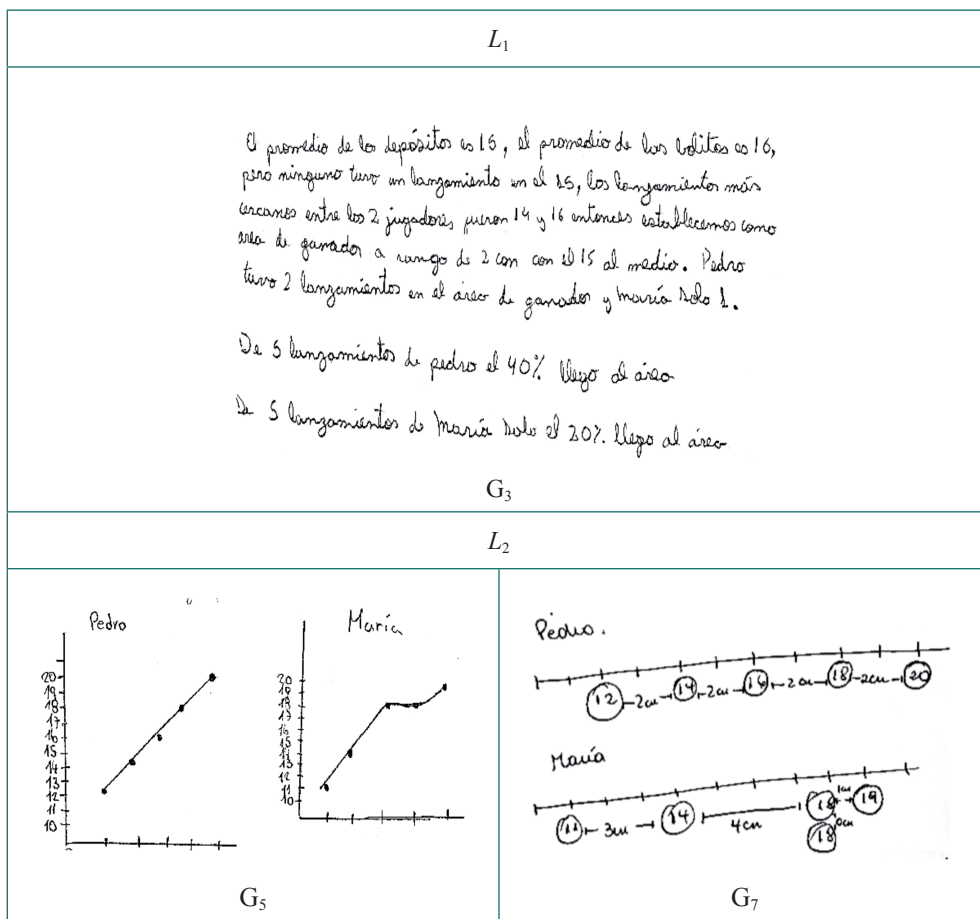 L₁
El promedio de los depósitos es 15, el promedio de las bolitas es 16,
pero ninguno tuvo un lanzamiento en el 15, los lanzamientos más
cercanos entre los 2 jugadores fueron 14 y 16 entonces establecemos como
area de ganador a rango de 2 cm con el 15 al medio. Pedro
tuvo 2 lanzamientos en el área de ganador y María solo 1.
De 5 lanzamientos de pedro el 40% llego al área
De 5 lanzamientos de María solo el 20% llego al área
G₃
L₂
Pedro
20
19
18
17
16
15
14
13
12
11
10
María
20
19
18
17
16
15
14
13
12
11
10
G₅
Pedro.
12 2cm 14 2cm 16 2cm 18 2cm 20
María
11 3cm 14 4cm 18 1cm 19
18 0cm
G₇